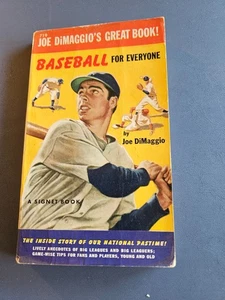 JOE DiMAGGIO'S GREAT BOOK!
BASEBALL FOR EVERYONE
by
Joe DiMaggio
A SIGNET BOOK
THE INSIDE STORY OF OUR NATIONAL PASTIME!
LIVELY ANECDOTES OF BIG LEAGUES AND BIG LEAGUERS;
GAME-WISE TIPS FOR FANS AND PLAYERS, YOUNG AND OLD